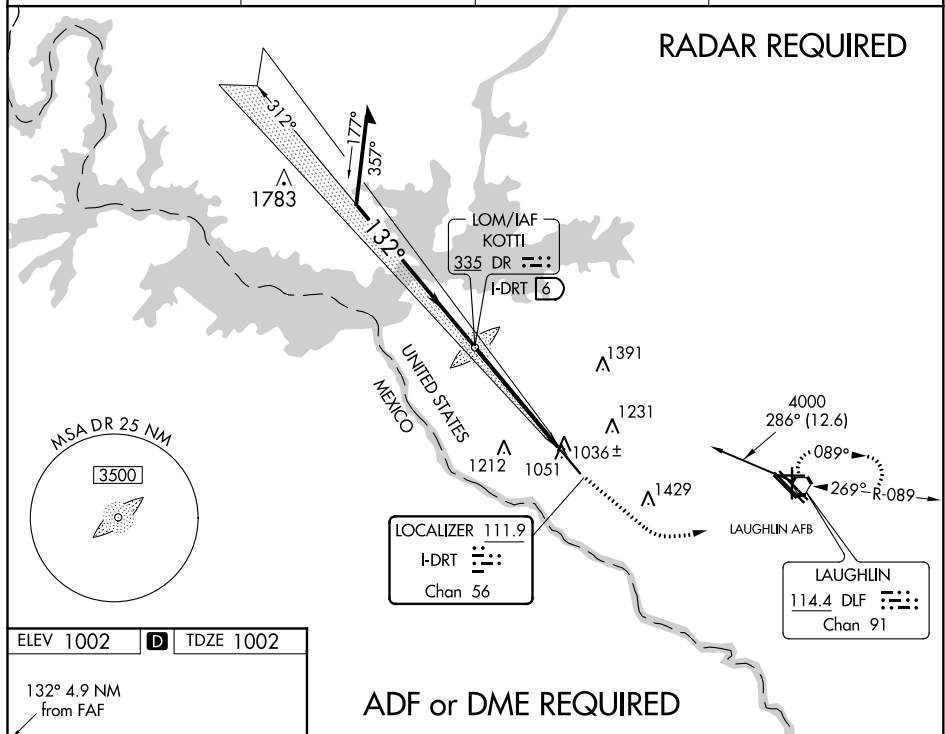 RADAR REQUIRED
312°
177°
357°
1783
132°
LOM/IAF
KOTTI
335 DR
I-DRT 6
UNITED STATES
MEXICO
1391
1231
1036±
1212
1051
1429
4000
286° (12.6)
089°
269°
R-089
LAUGHLIN AFB
MSA DR 25 NM
3500
LOCALIZER 111.9
I-DRT
Chan 56
LAUGHLIN
114.4 DLF
Chan 91
ELEV 1002 D TDZE 1002
132° 4.9 NM
from FAF
ADF or DME REQUIRED